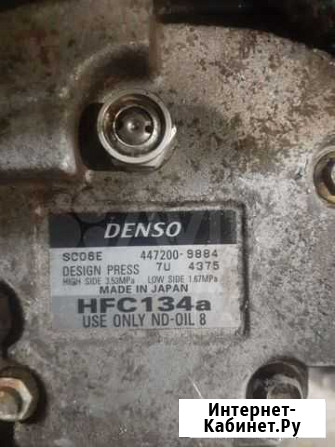 DENSO
SC08E 447200-9884
DESIGN PRESS 7U 4375
HIGH SIDE 3.53MPa LOW SIDE 1.67MPa
MADE IN JAPAN
HFC134a
USE ONLY ND-OIL 8
Интернет-
Кабинет.Ру